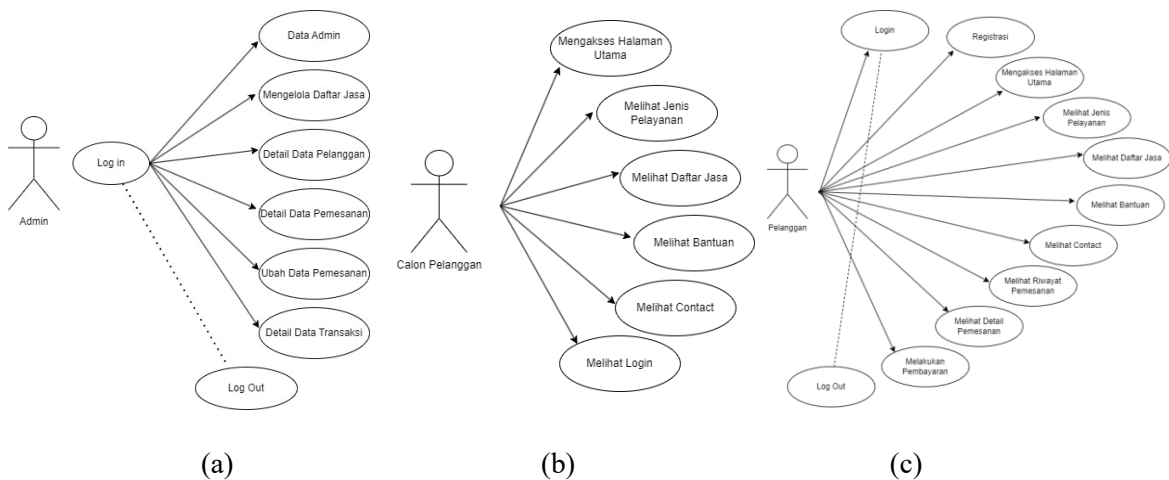 Data Admin
Mengelola Daftar Jasa
Detail Data Pelanggan
Log in
Admin
Detail Data Pemesanan
Ubah Data Pemesanan
Detail Data Transaksi
Log Out
(a)
Mengakses Halaman
Utama
Melihat Jenis
Pelayanan
Melihat Daftar Jasa
Calon Pelanggan
Melihat Bantuan
Melihat Contact
Melihat Login
(b)
Login
Registrasi
Mengakses Halaman
Utama
Melihat Jenis
Pelayanan
Melihat Daftar Jasa
Pelanggan
Melihat Bantuan
Melihat Contact
Melihat Riwayat
Pemesanan
Melihat Detail
Pemesanan
Melakukan
Pembayaran
Log Out
(c)